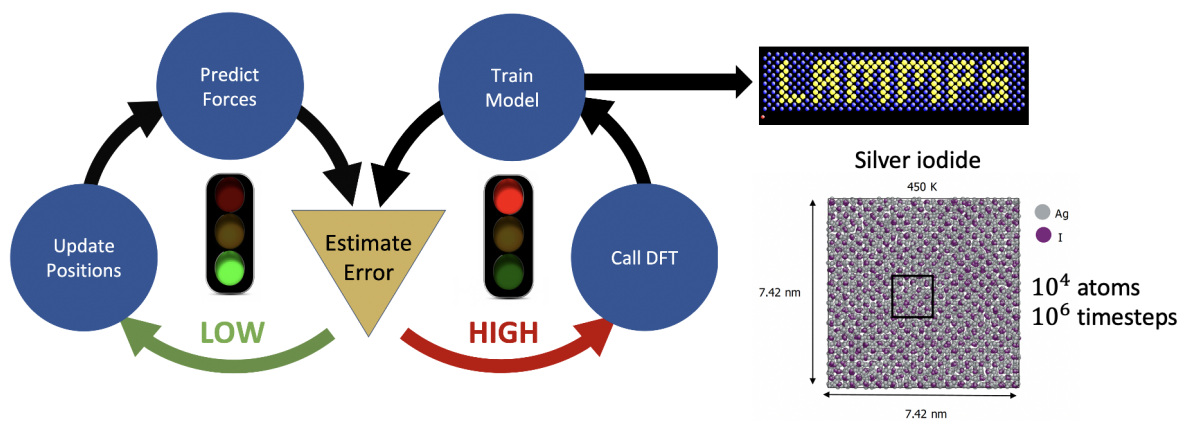 Predict
Forces
Train
Model
LAMMPS
Update
Positions
Estimate
Error
Call DFT
LOW
HIGH
Silver iodide
450 K
Ag
I
7.42 nm
10⁴ atoms
10⁶ timesteps
7.42 nm